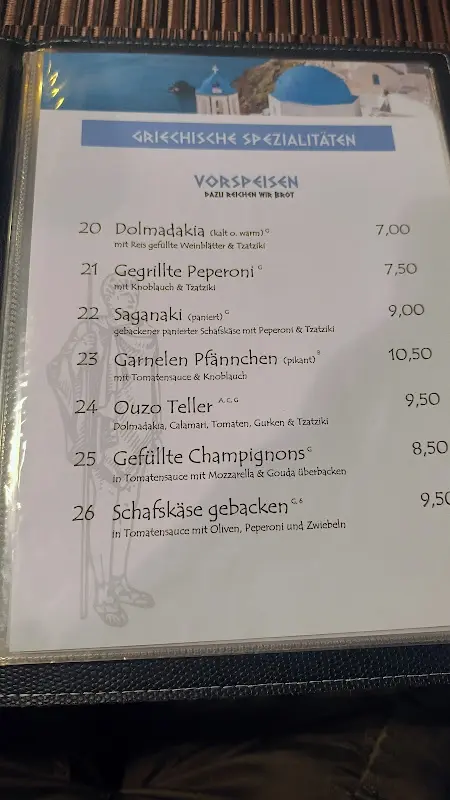 GRIECHISCHE SPEZIALITÄTEN
VORSPEISEN
DAZU REICHEN WIR BROT
20 Dolmadakia (kalt o. warm) G 7,00
mit Reis gefüllte Weinblätter & Tzatziki
21 Gegrillte Peperoni G 7,50
mit Knoblauch & Tzatziki
22 Saganaki (paniert) G 9,00
gebackener panierter Schafskäse mit Peperoni & Tzatziki
23 Garnelen Pfännchen (pikant) 10,50
mit Tomatensauce & Knoblauch
24 Ouzo Teller A, C, G 9,50
Dolmadakia, Calamari, Tomaten, Gurken & Tzatziki
25 Gefüllte Champignons G 8,50
in Tomatensauce mit Mozzarella & Gouda überbacken
26 Schafskäse gebacken G, 6 9,50
in Tomatensauce mit Oliven, Peperoni und Zwiebeln